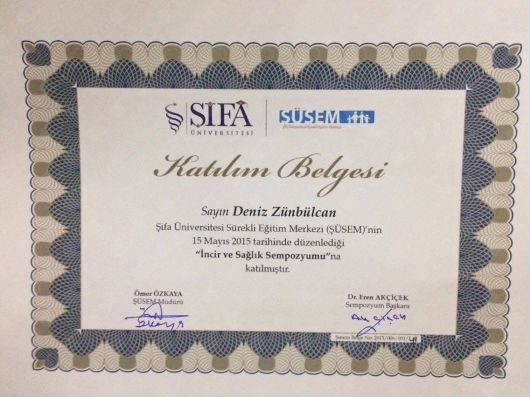 ŞİFA
ÜNİVERSİTESİ
ŞÜSEM
Katılım Belgesi
Sayın Deniz Zünbülcan
Şifa Üniversitesi Sürekli Eğitim Merkezi (ŞÜSEM)'nin
15 Mayıs 2015 tarihinde düzenlediği
"İncir ve Sağlık Sempozyumu"na
katılmıştır.
Ömer ÖZKAYA
ŞÜSEM Müdürü
Dr. Eren AKÇİÇEK
Sempozyum Başkanı